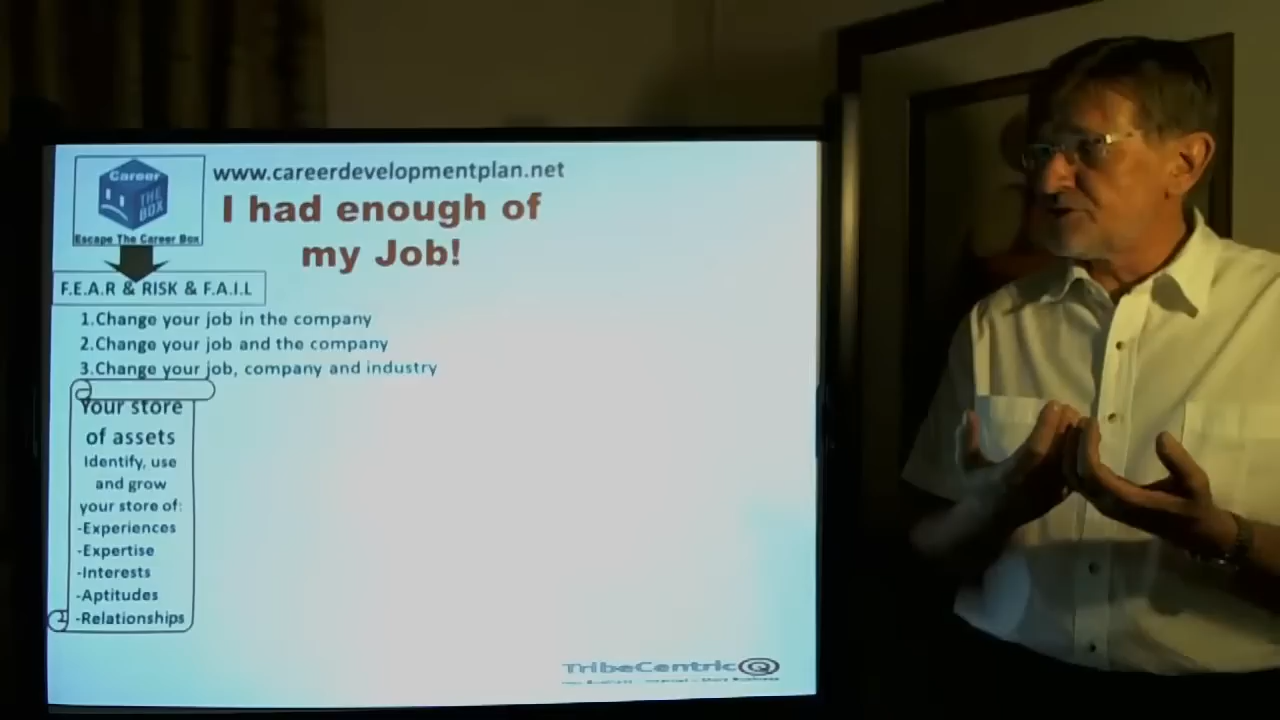 www.careerdevelopmentplan.net
Career
THE
BOX
Escape The Career Box
I had enough of
my Job!
F.E.A.R & RISK & F.A.I.L
1.Change your job in the company
2.Change your job and the company
3.Change your job, company and industry
Your store
of assets
Identify, use
and grow
your store of:
-Experiences
-Expertise
-Interests
-Aptitudes
-Relationships
TribeCentric